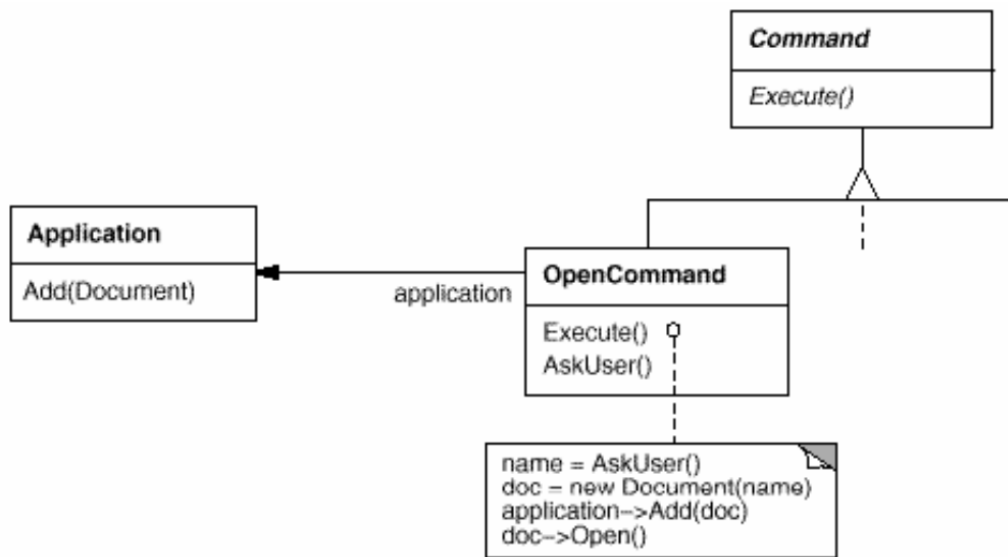 Command
Execute()
Application
Add(Document)
application
OpenCommand
Execute()
AskUser()
name = AskUser()
doc = new Document(name)
application–>Add(doc)
doc–>Open()